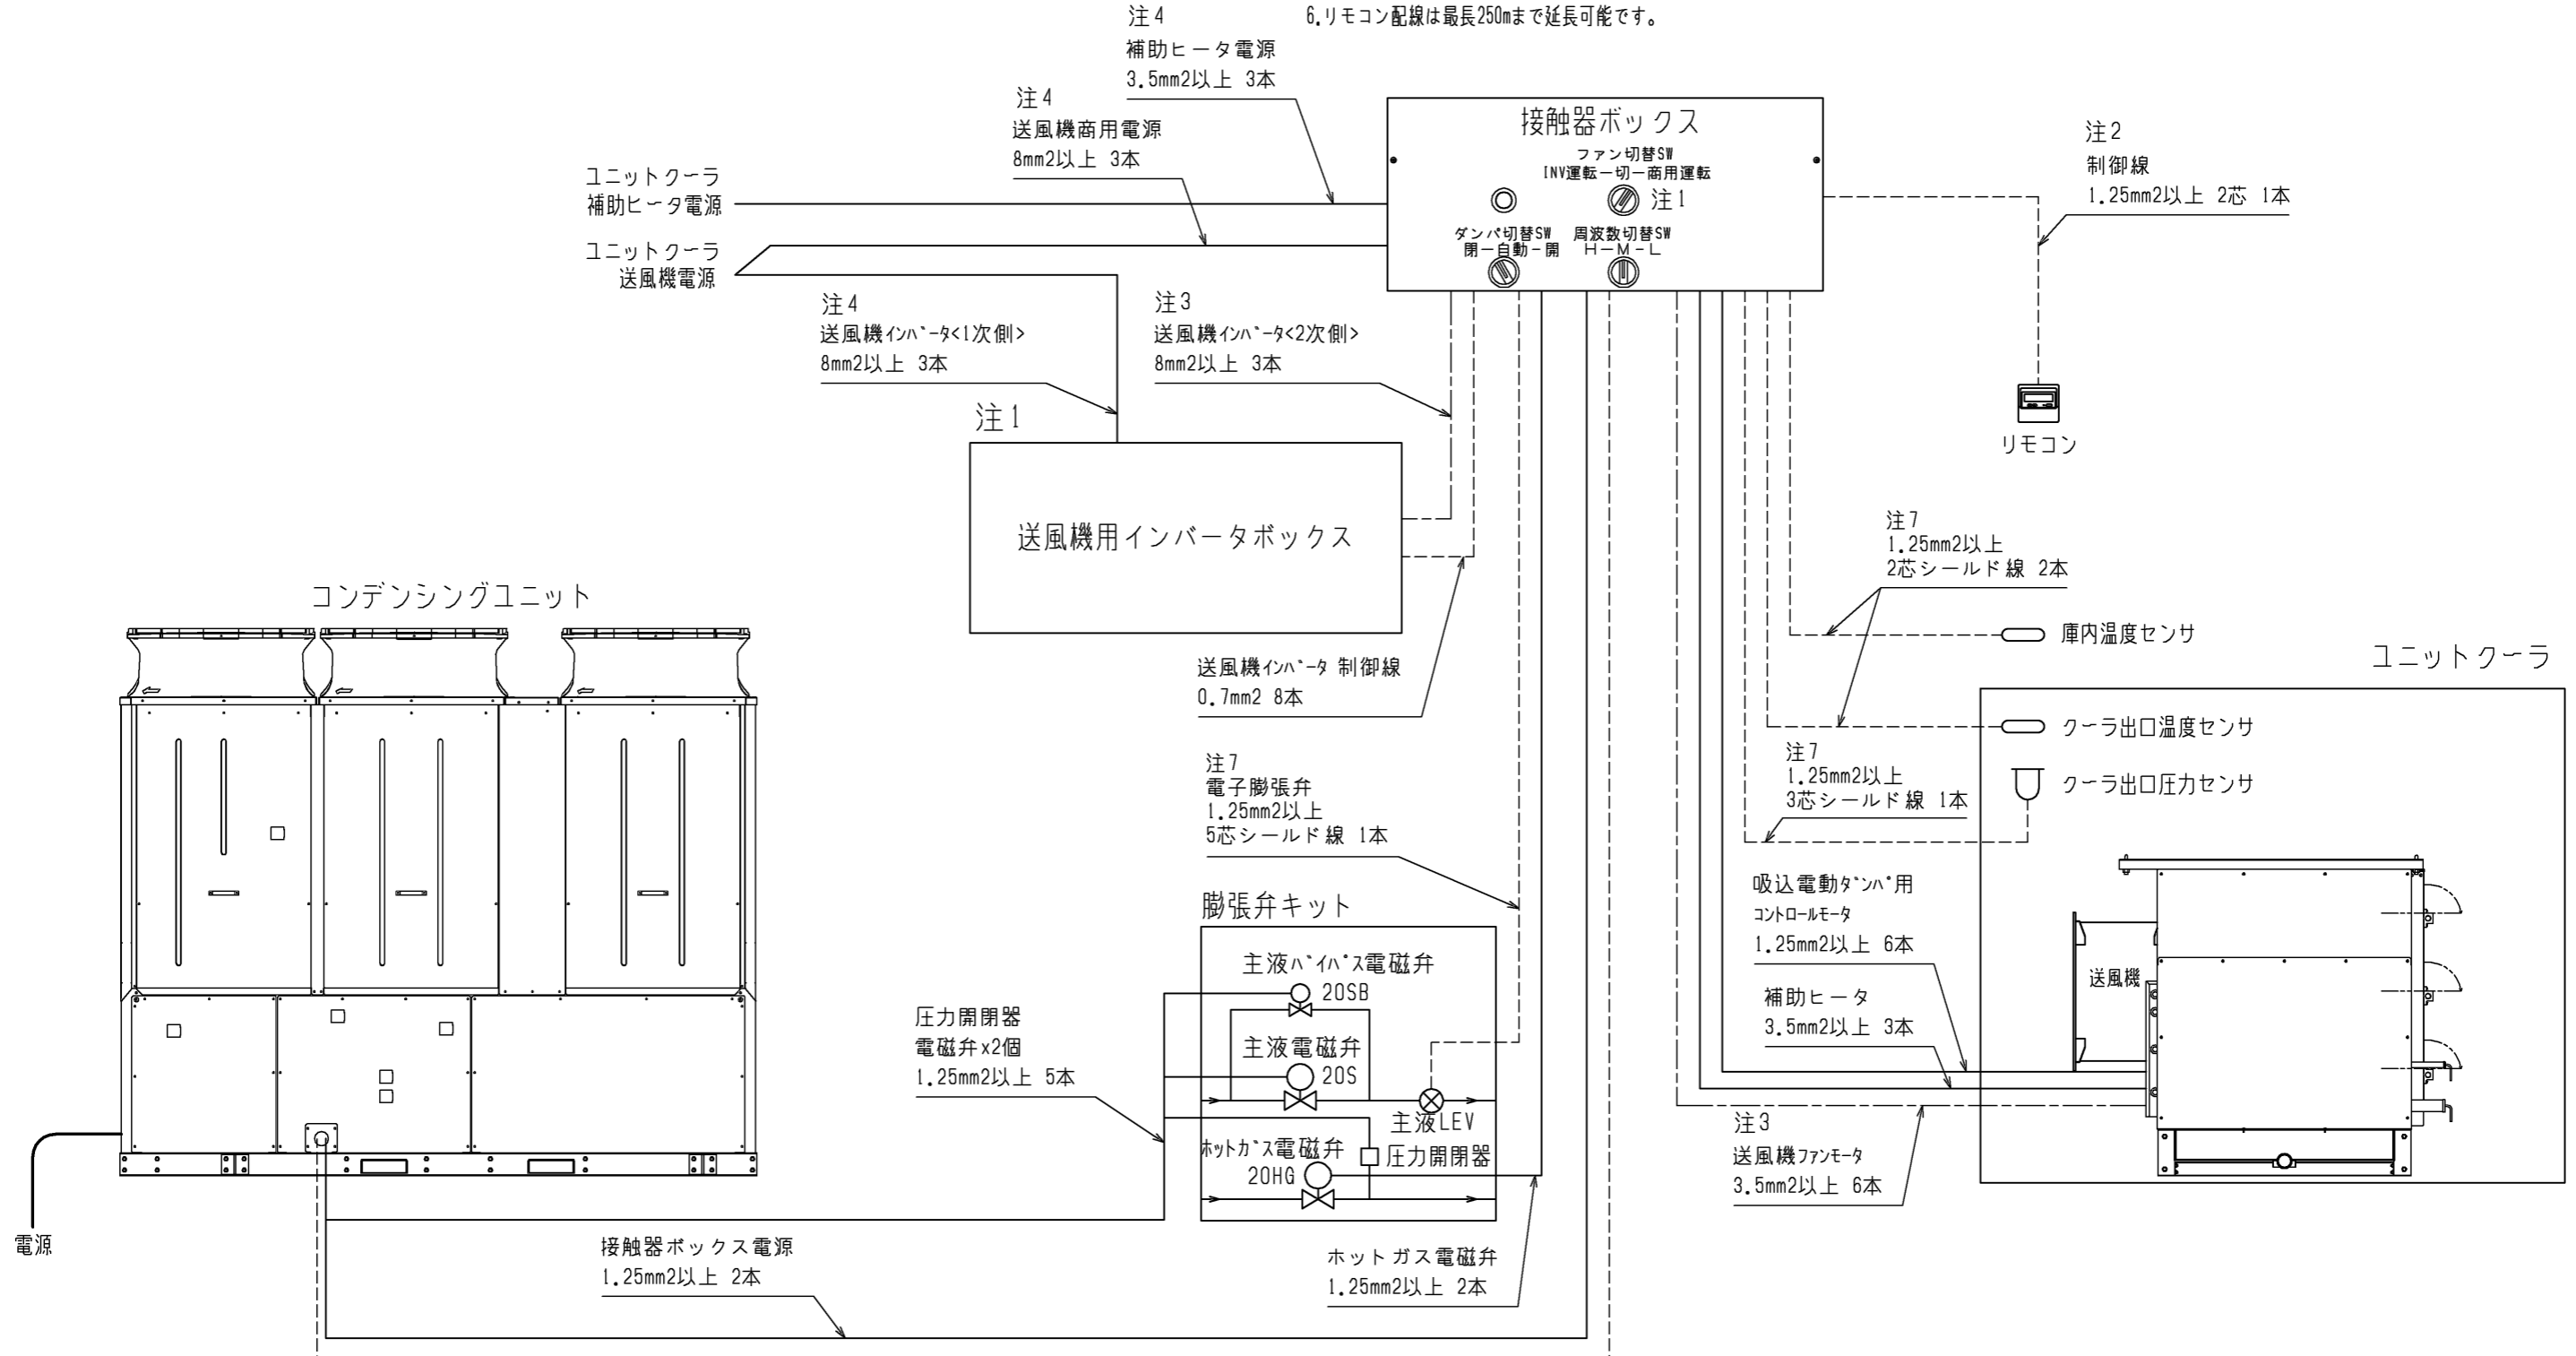 注4
6.リモコン配線は最長250mまで延長可能です。
補助ヒータ電源
3.5mm2以上 3本
注4
送風機商用電源
8mm2以上 3本
ユニットクーラ
補助ヒータ電源
ユニットクーラ
送風機電源
接触器ボックス
ファン切替SW
INV運転ー切ー商用運転
注1
ダンパ切替SW
閉ー自動ー開
周波数切替SW
HーMーL
注2
制御線
1.25mm2以上 2芯 1本
リモコン
注4
送風機インバータ<1次側>
8mm2以上 3本
注3
送風機インバータ<2次側>
8mm2以上 3本
注1
送風機用インバータボックス
送風機インバータ 制御線
0.7mm2 8本
注7
1.25mm2以上
2芯シールド線 2本
庫内温度センサ
ユニットクーラ
クーラ出口温度センサ
クーラ出口圧力センサ
注7
1.25mm2以上
3芯シールド線 1本
コンデンシングユニット
注7
電子膨張弁
1.25mm2以上
5芯シールド線 1本
膨張弁キット
主液バイパス電磁弁
20SB
主液電磁弁
20S
主液LEV
ホットガス電磁弁
20HG
圧力開閉器
圧力開閉器
電磁弁x2個
1.25mm2以上 5本
吸込電動ダンパ用
コントロールモータ
1.25mm2以上 6本
補助ヒータ
3.5mm2以上 3本
送風機
注3
送風機ファンモータ
3.5mm2以上 6本
電源
接触器ボックス電源
1.25mm2以上 2本
ホットガス電磁弁
1.25mm2以上 2本